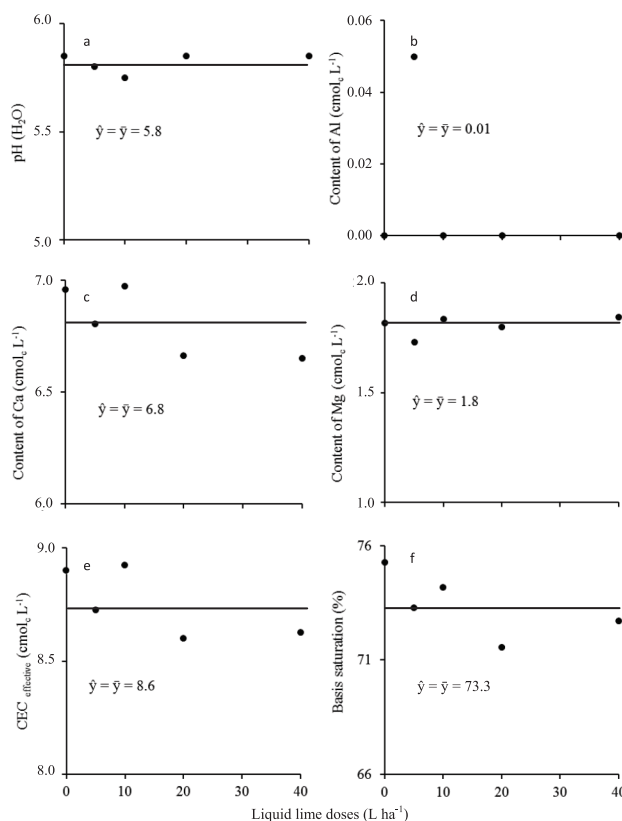 a
6.0
5.5
5.0
pH (H₂O)
ŷ = ȳ = 5.8
b
0.06
0.04
0.02
0.00
Content of Al (cmol_c L⁻¹)
ŷ = ȳ = 0.01
c
7.0
6.5
6.0
Content of Ca (cmol_c L⁻¹)
ŷ = ȳ = 6.8
d
2.0
1.5
1.0
Content of Mg (cmol_c L⁻¹)
ŷ = ȳ = 1.8
e
9.0
8.5
8.0
CEC effective (cmol_c L⁻¹)
ŷ = ȳ = 8.6
0 10 20 30 40
f
76
71
66
Basis saturation (%)
ŷ = ȳ = 73.3
0 10 20 30 40
Liquid lime doses (L ha⁻¹)